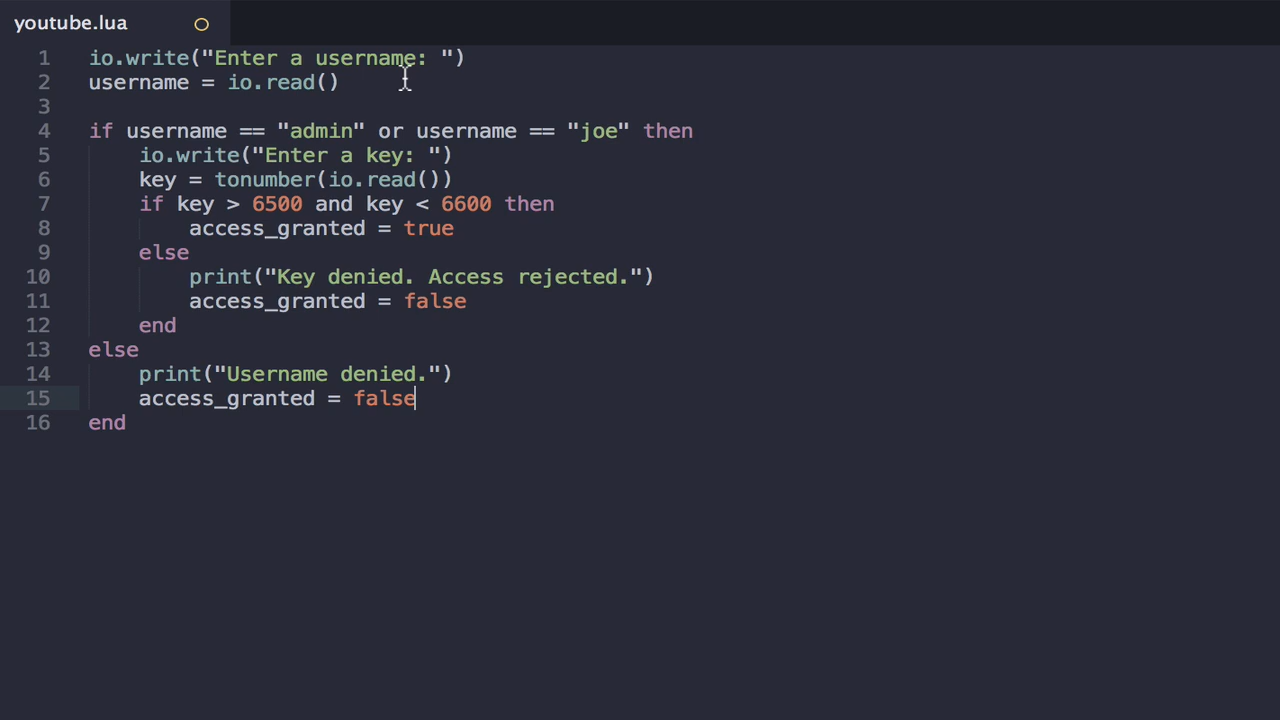 youtube.lua
1 io.write("Enter a username: ")
2 username = io.read()
3
4 if username == "admin" or username == "joe" then
5     io.write("Enter a key: ")
6     key = tonumber(io.read())
7     if key > 6500 and key < 6600 then
8         access_granted = true
9     else
10         print("Key denied. Access rejected.")
11         access_granted = false
12     end
13 else
14     print("Username denied.")
15     access_granted = false
16 end